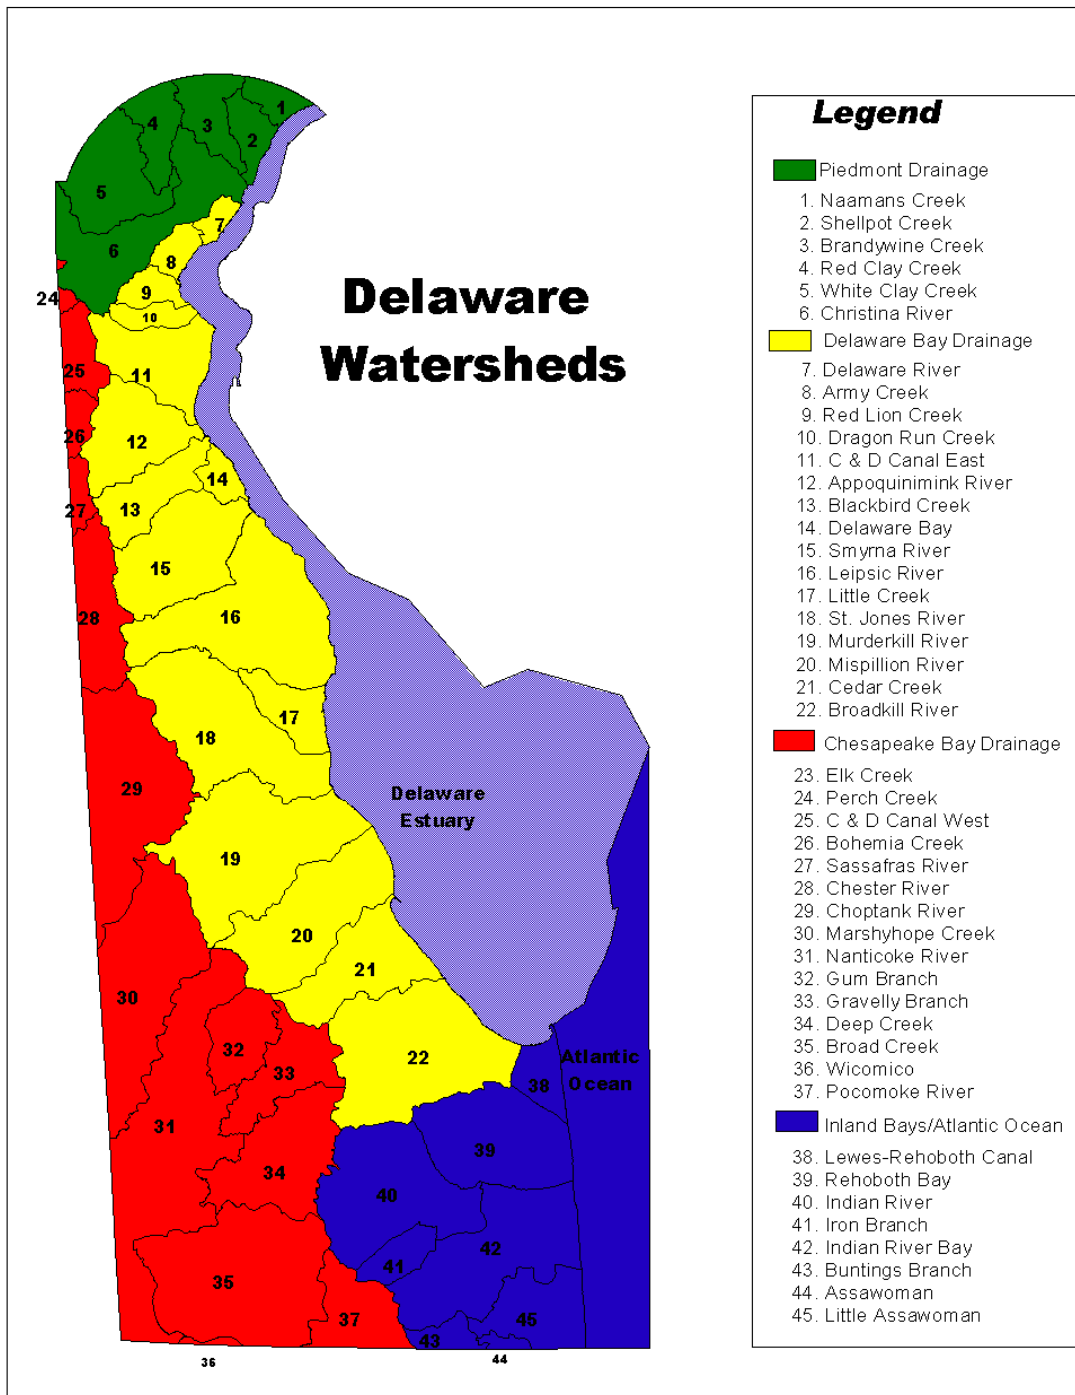 Legend
Piedmont Drainage
1. Naamans Creek
2. Shellpot Creek
3. Brandywine Creek
4. Red Clay Creek
5. White Clay Creek
6. Christina River
Delaware Bay Drainage
7. Delaware River
8. Army Creek
9. Red Lion Creek
10. Dragon Run Creek
11. C & D Canal East
12. Appoquinimink River
13. Blackbird Creek
14. Delaware Bay
15. Smyrna River
16. Leipsic River
17. Little Creek
18. St. Jones River
19. Murderkill River
20. Mispillion River
21. Cedar Creek
22. Broadkill River
Chesapeake Bay Drainage
23. Elk Creek
24. Perch Creek
25. C & D Canal West
26. Bohemia Creek
27. Sassafras River
28. Chester River
29. Choptank River
30. Marshyhope Creek
31. Nanticoke River
32. Gum Branch
33. Gravelly Branch
34. Deep Creek
35. Broad Creek
36. Wicomico
37. Pocomoke River
Inland Bays/Atlantic Ocean
38. Lewes-Rehoboth Canal
39. Rehoboth Bay
40. Indian River
41. Iron Branch
42. Indian River Bay
43. Buntings Branch
44. Assawoman
45. Little Assawoman
Delaware
Watersheds
1
4
3
2
5
7
6
8
24
9
10
25
11
26
12
14
27
13
15
28
16
17
18
29
Delaware
Estuary
19
20
21
30
32
22
Atlantic
Ocean
33
38
31
39
34
40
42
41
35
37
45
43
36
44